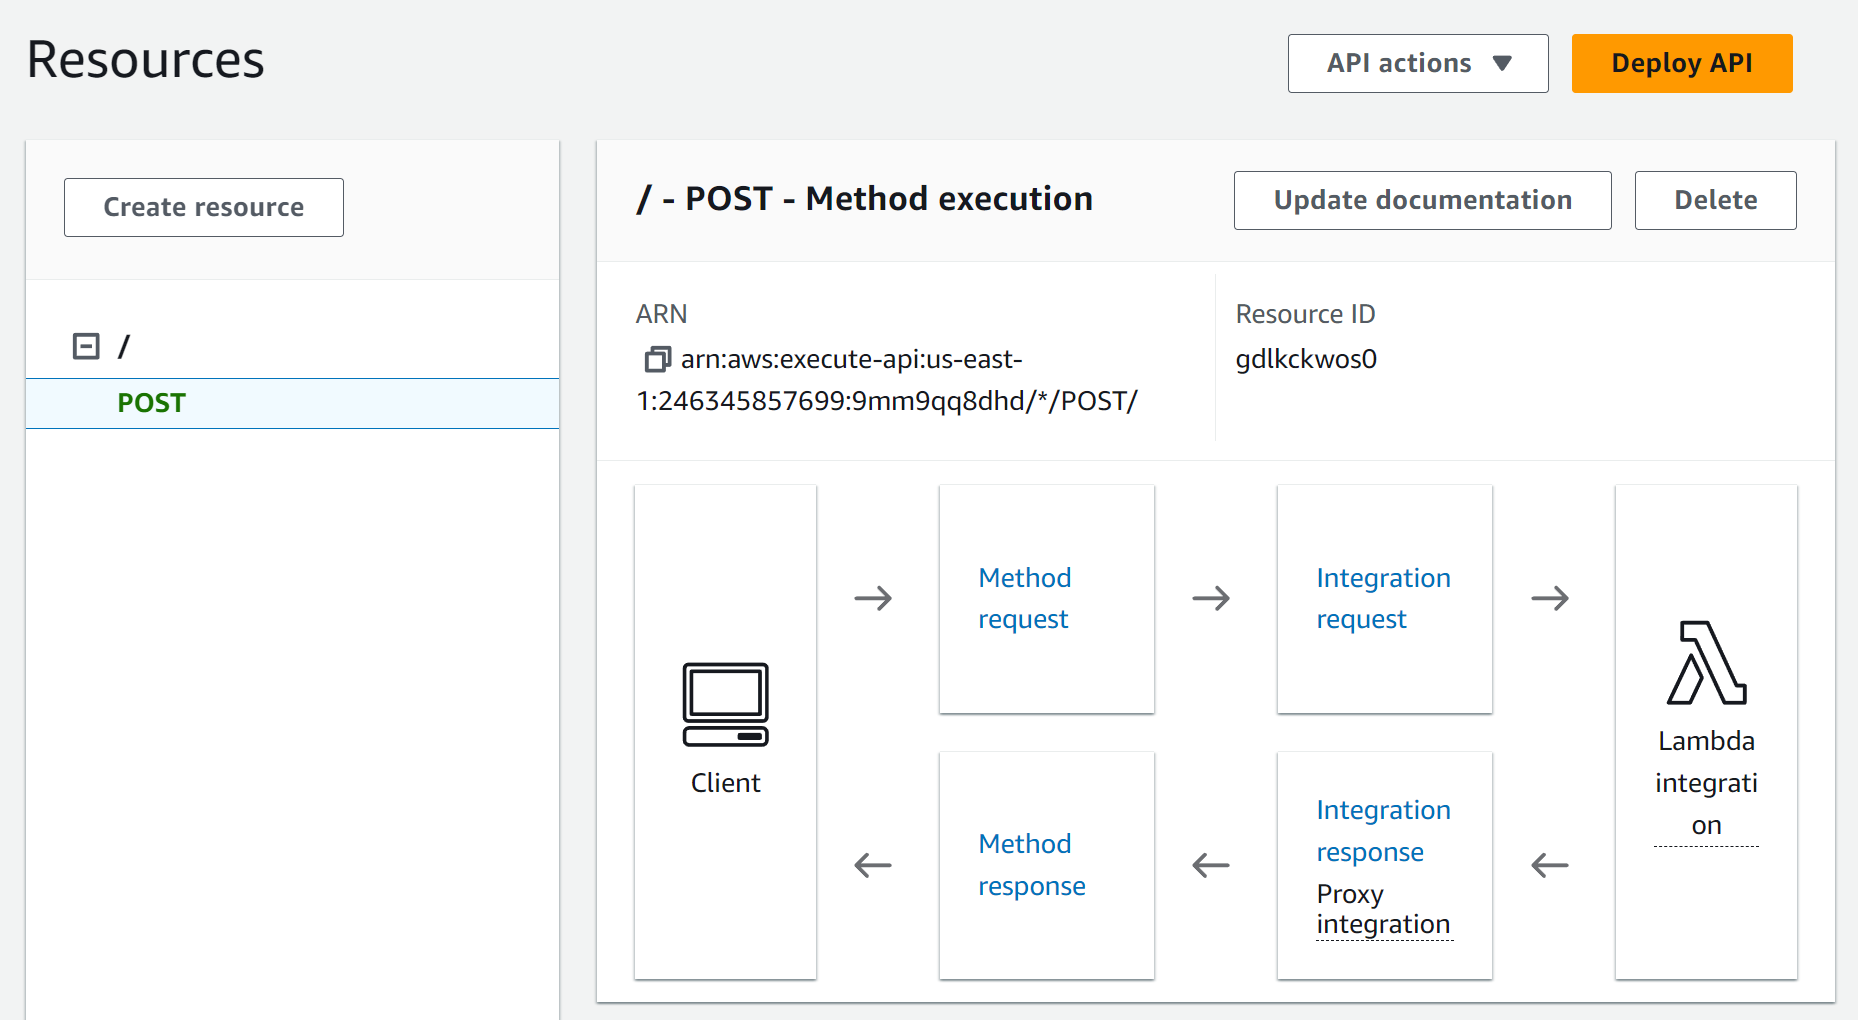 Resources
API actions
Deploy API
Create resource
/
POST
/ - POST - Method execution
Update documentation
Delete
ARN
arn:aws:execute-api:us-east-
1:246345857699:9mm9qq8dhd/*/POST/
Resource ID
gdlkckwos0
Client
Method
request
Integration
request
Lambda
integrati
on
Method
response
Integration
response
Proxy
integration